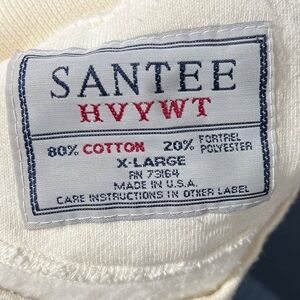 SANTEE
HVYWT
80% COTTON 20% FORTREL POLYESTER
X-LARGE
RN 73164
MADE IN U.S.A.
CARE INSTRUCTIONS IN OTHER LABEL